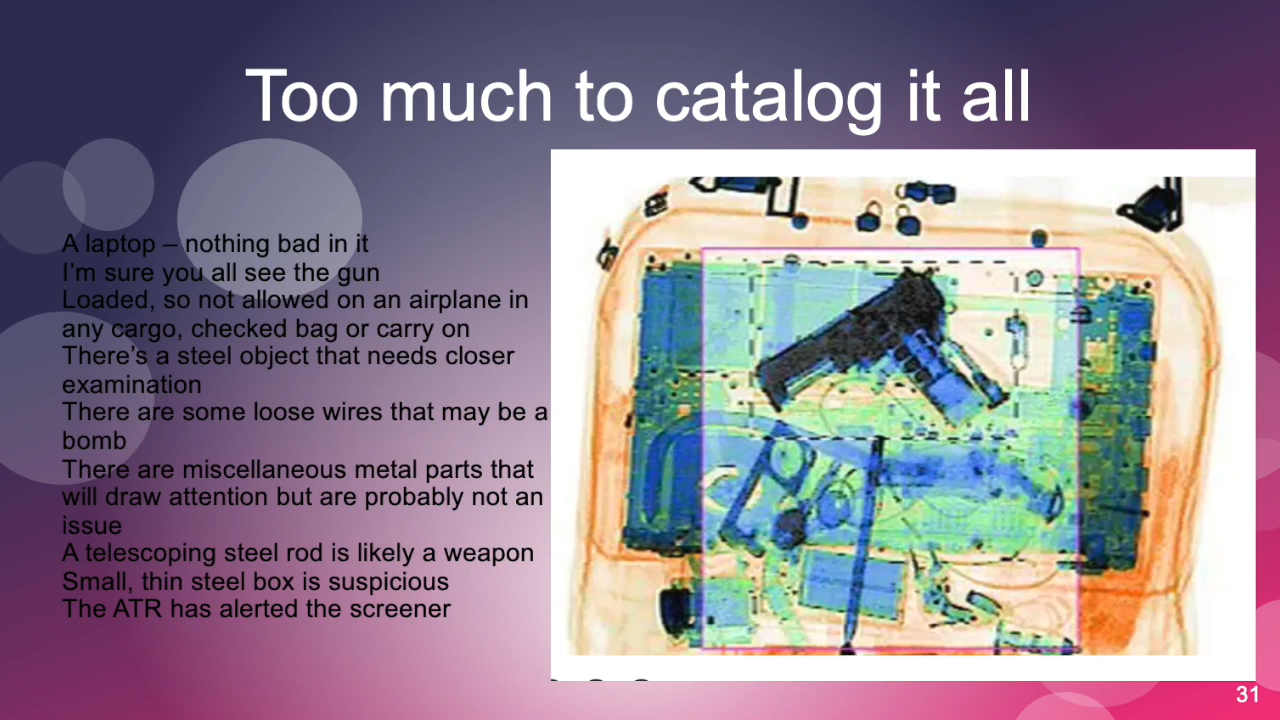 Too much to catalog it all
A laptop – nothing bad in it
I’m sure you all see the gun
Loaded, so not allowed on an airplane in
any cargo, checked bag or carry on
There’s a steel object that needs closer
examination
There are some loose wires that may be a
bomb
There are miscellaneous metal parts that
will draw attention but are probably not an
issue
A telescoping steel rod is likely a weapon
Small, thin steel box is suspicious
The ATR has alerted the screener
31